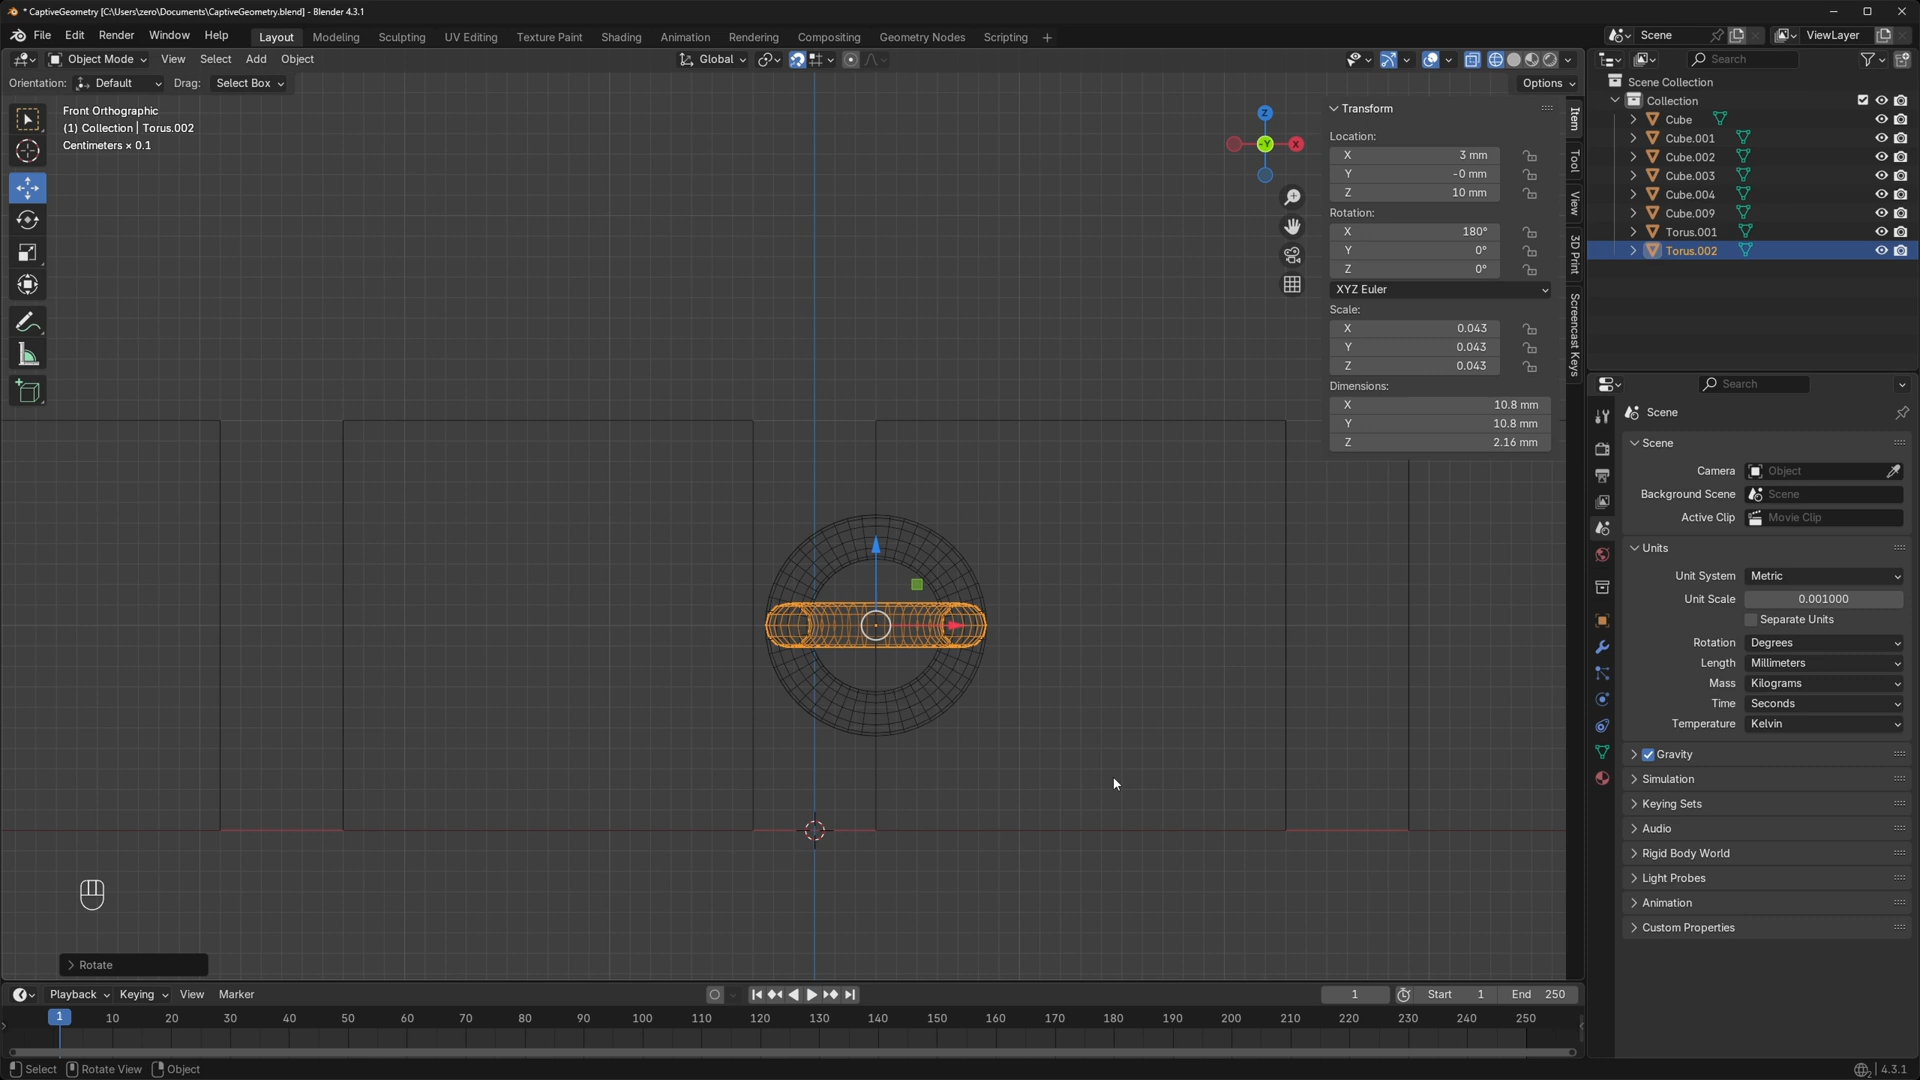 * CaptiveGeometry [C:\Users\zero\Documents\CaptiveGeometry.blend] - Blender 4.3.1
File Edit Render Window Help Layout Modeling Sculpting UV Editing Texture Paint Shading Animation Rendering Compositing Geometry Nodes Scripting + Scene ViewLayer
Object Mode View Select Add Object Global Search
Orientation: Default Drag: Select Box Options
Scene Collection
Collection
Cube
Cube.001
Cube.002
Cube.003
Cube.004
Cube.009
Torus.001
Torus.002
Front Orthographic
(1) Collection | Torus.002
Centimeters × 0.1
Z
-Y
X
Transform
Location:
X 3 mm
Y -0 mm
Z 10 mm
Rotation:
X 180°
Y 0°
Z 0°
XYZ Euler
Scale:
X 0.043
Y 0.043
Z 0.043
Dimensions:
X 10.8 mm
Y 10.8 mm
Z 2.16 mm
Item
Tool
View
3D Print
Screencast Keys
Search
Scene
Scene
Camera Object
Background Scene Scene
Active Clip Movie Clip
Units
Unit System Metric
Unit Scale 0.001000
Separate Units
Rotation Degrees
Length Millimeters
Mass Kilograms
Time Seconds
Temperature Kelvin
Gravity
Simulation
Keying Sets
Audio
Rigid Body World
Light Probes
Animation
Custom Properties
Rotate
Playback Keying View Marker 1 Start 1 End 250
1 10 20 30 40 50 60 70 80 90 100 110 120 130 140 150 160 170 180 190 200 210 220 230 240 250
Select Rotate View Object 4.3.1